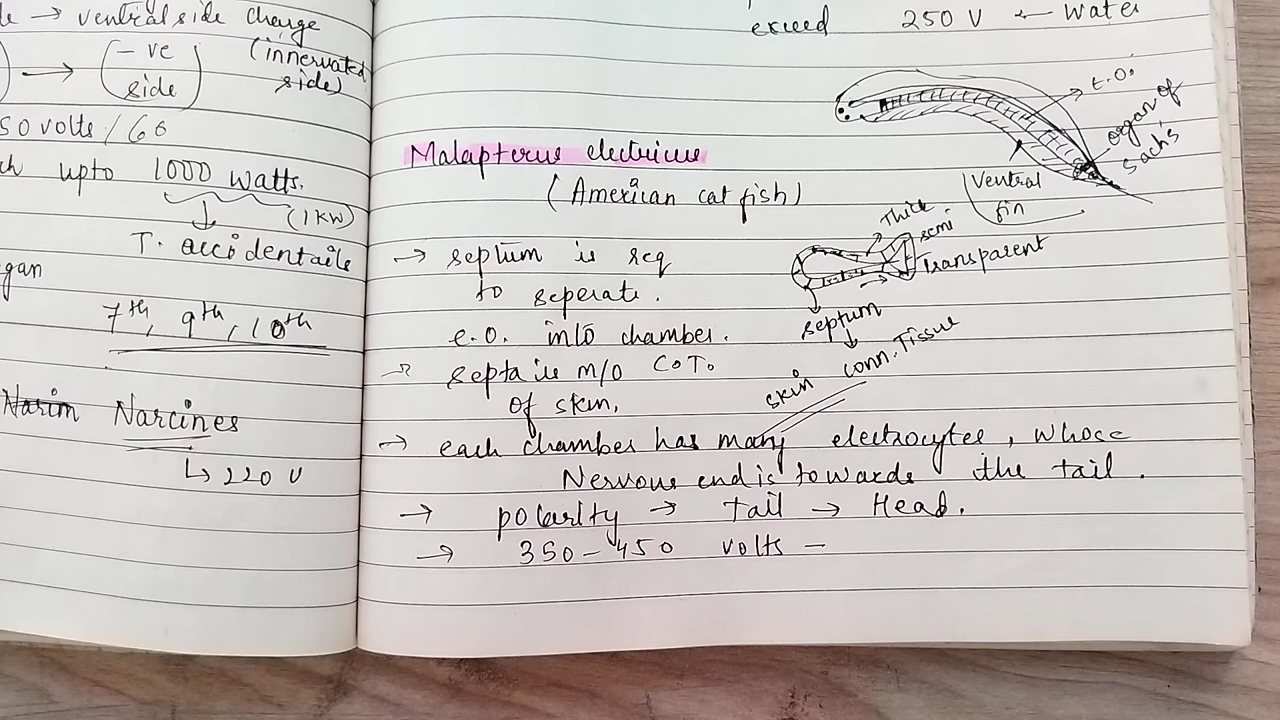 → ventral side charge
(innervated
side)
→ (-ve
side)
50 volts / 60
upto 1000 watts.
(1 KW)
T. accidentaile
gan
7th, 9th, 10th
Narim Narcines
↳ 220 V
exceed 250 V ← Water
E.O.
organ of
Sachs
Ventral
fin
Malapterus electricus
(American cat fish)
Thick
semi
Transparent
septum
↓
skin conn. Tissue
→ septum is req
to seperate.
e.O. into chamber.
→ septa is m/o C.T.
of skin.
→ each chamber has many electrocytes, whose
Nervous end is towards the tail.
→ polarity → tail → Head.
→ 350-450 volts -